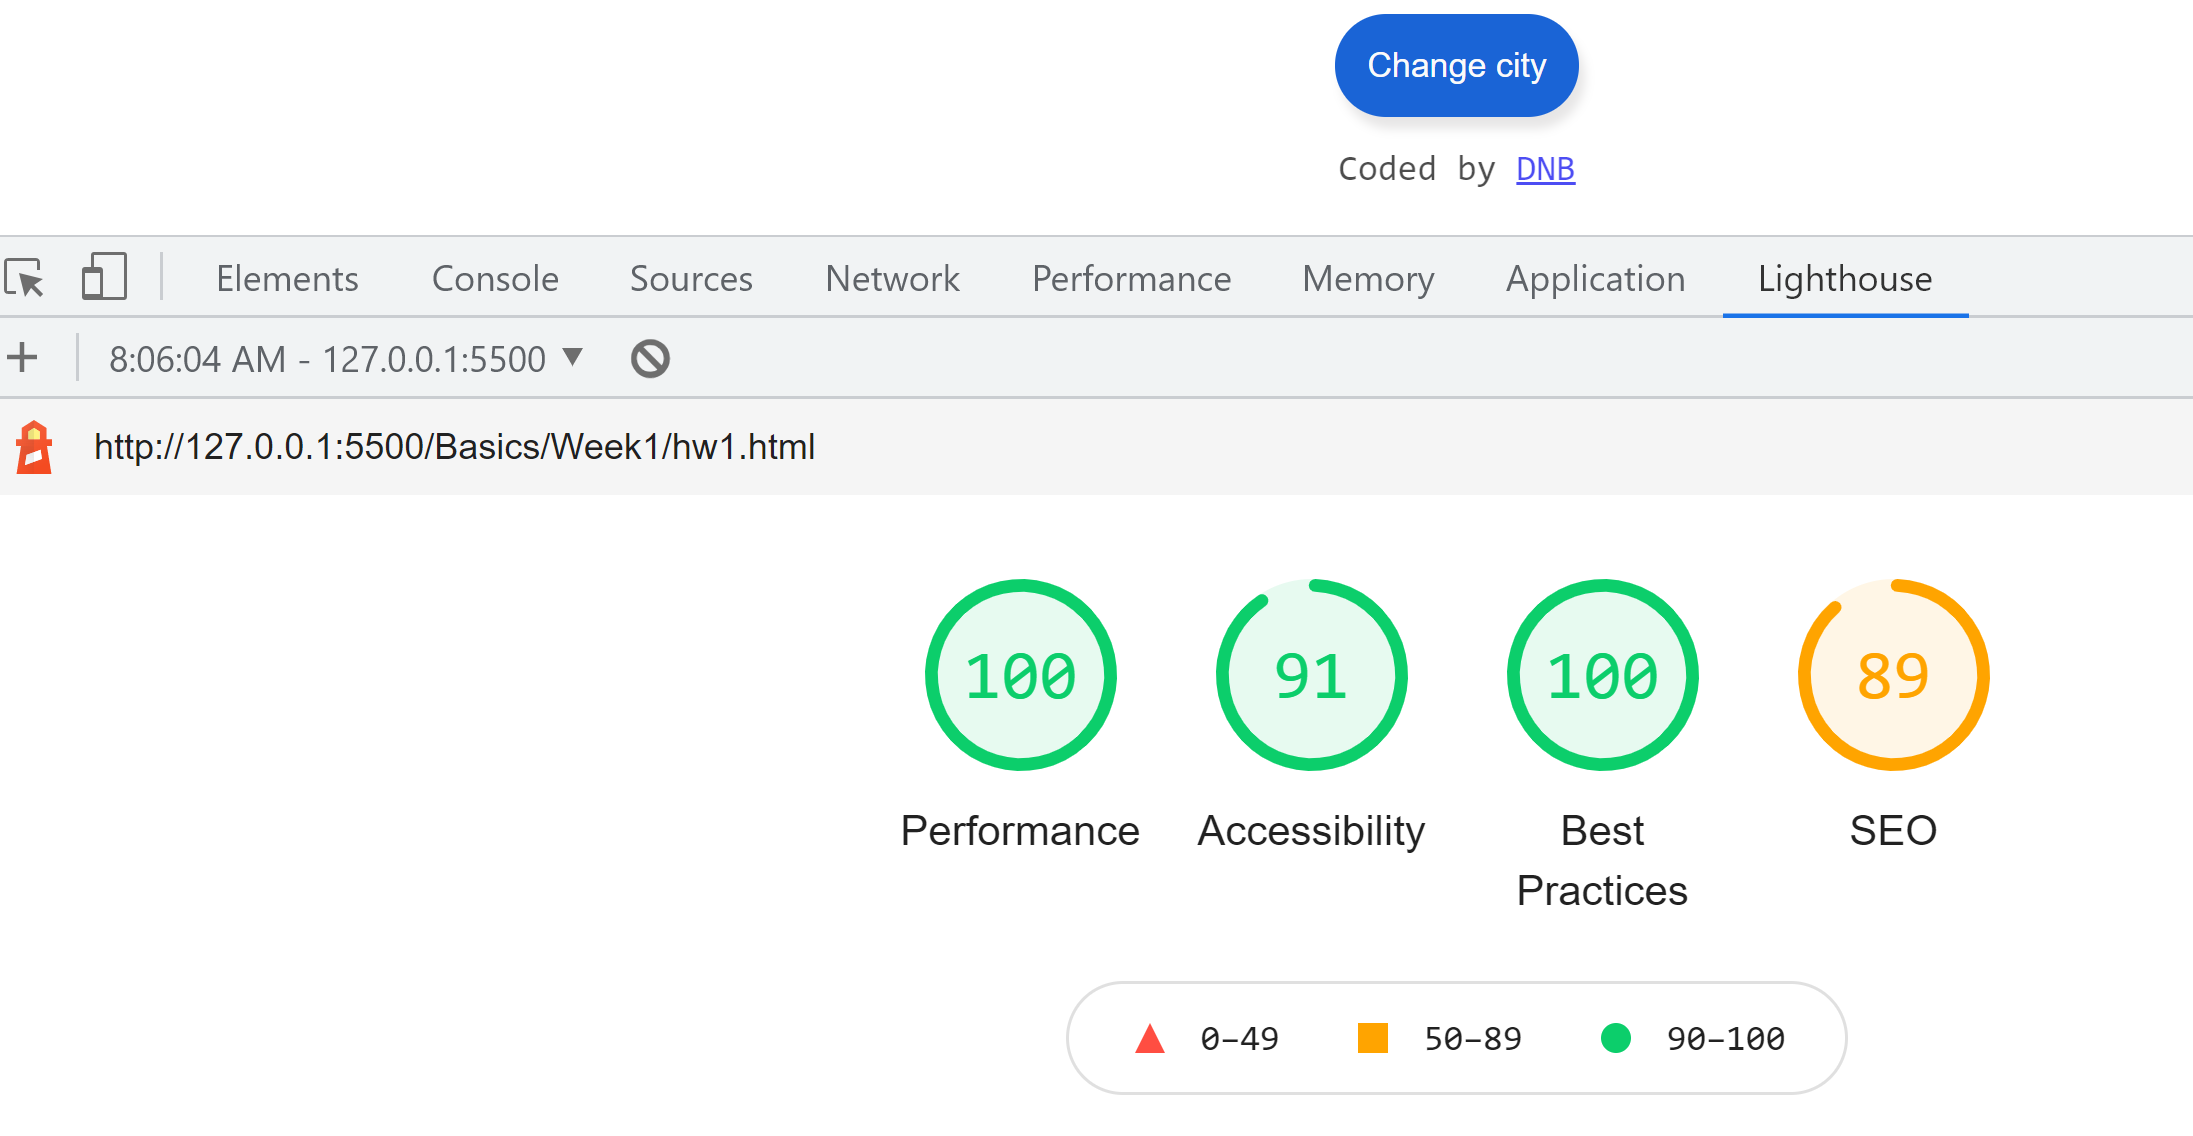 Change city
Coded by DNB
Elements Console Sources Network Performance Memory Application Lighthouse
8:06:04 AM - 127.0.0.1:5500
http://127.0.0.1:5500/Basics/Week1/hw1.html
100 91 100 89
Performance Accessibility Best Practices SEO
0–49 50–89 90–100